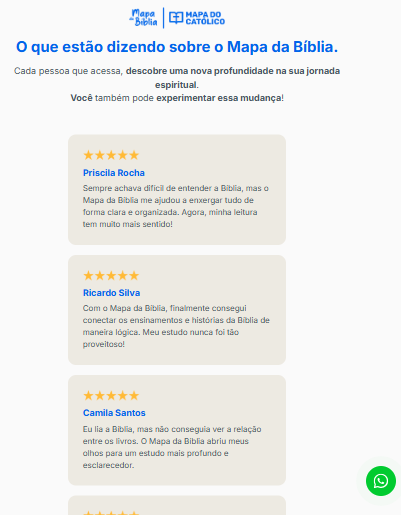 Mapa da Bíblia | MAPA DO CATÓLICO
O que estão dizendo sobre o Mapa da Bíblia.
Cada pessoa que acessa, descobre uma nova profundidade na sua jornada
espiritual.
Você também pode experimentar essa mudança!
Priscila Rocha
Sempre achava difícil de entender a Bíblia, mas o
Mapa da Bíblia me ajudou a enxergar tudo de
forma clara e organizada. Agora, minha leitura
tem muito mais sentido!
Ricardo Silva
Com o Mapa da Bíblia, finalmente consegui
conectar os ensinamentos e histórias da Bíblia de
maneira lógica. Meu estudo nunca foi tão
proveitoso!
Camila Santos
Eu lia a Bíblia, mas não conseguia ver a relação
entre os livros. O Mapa da Bíblia abriu meus
olhos para um estudo mais profundo e
esclarecedor.